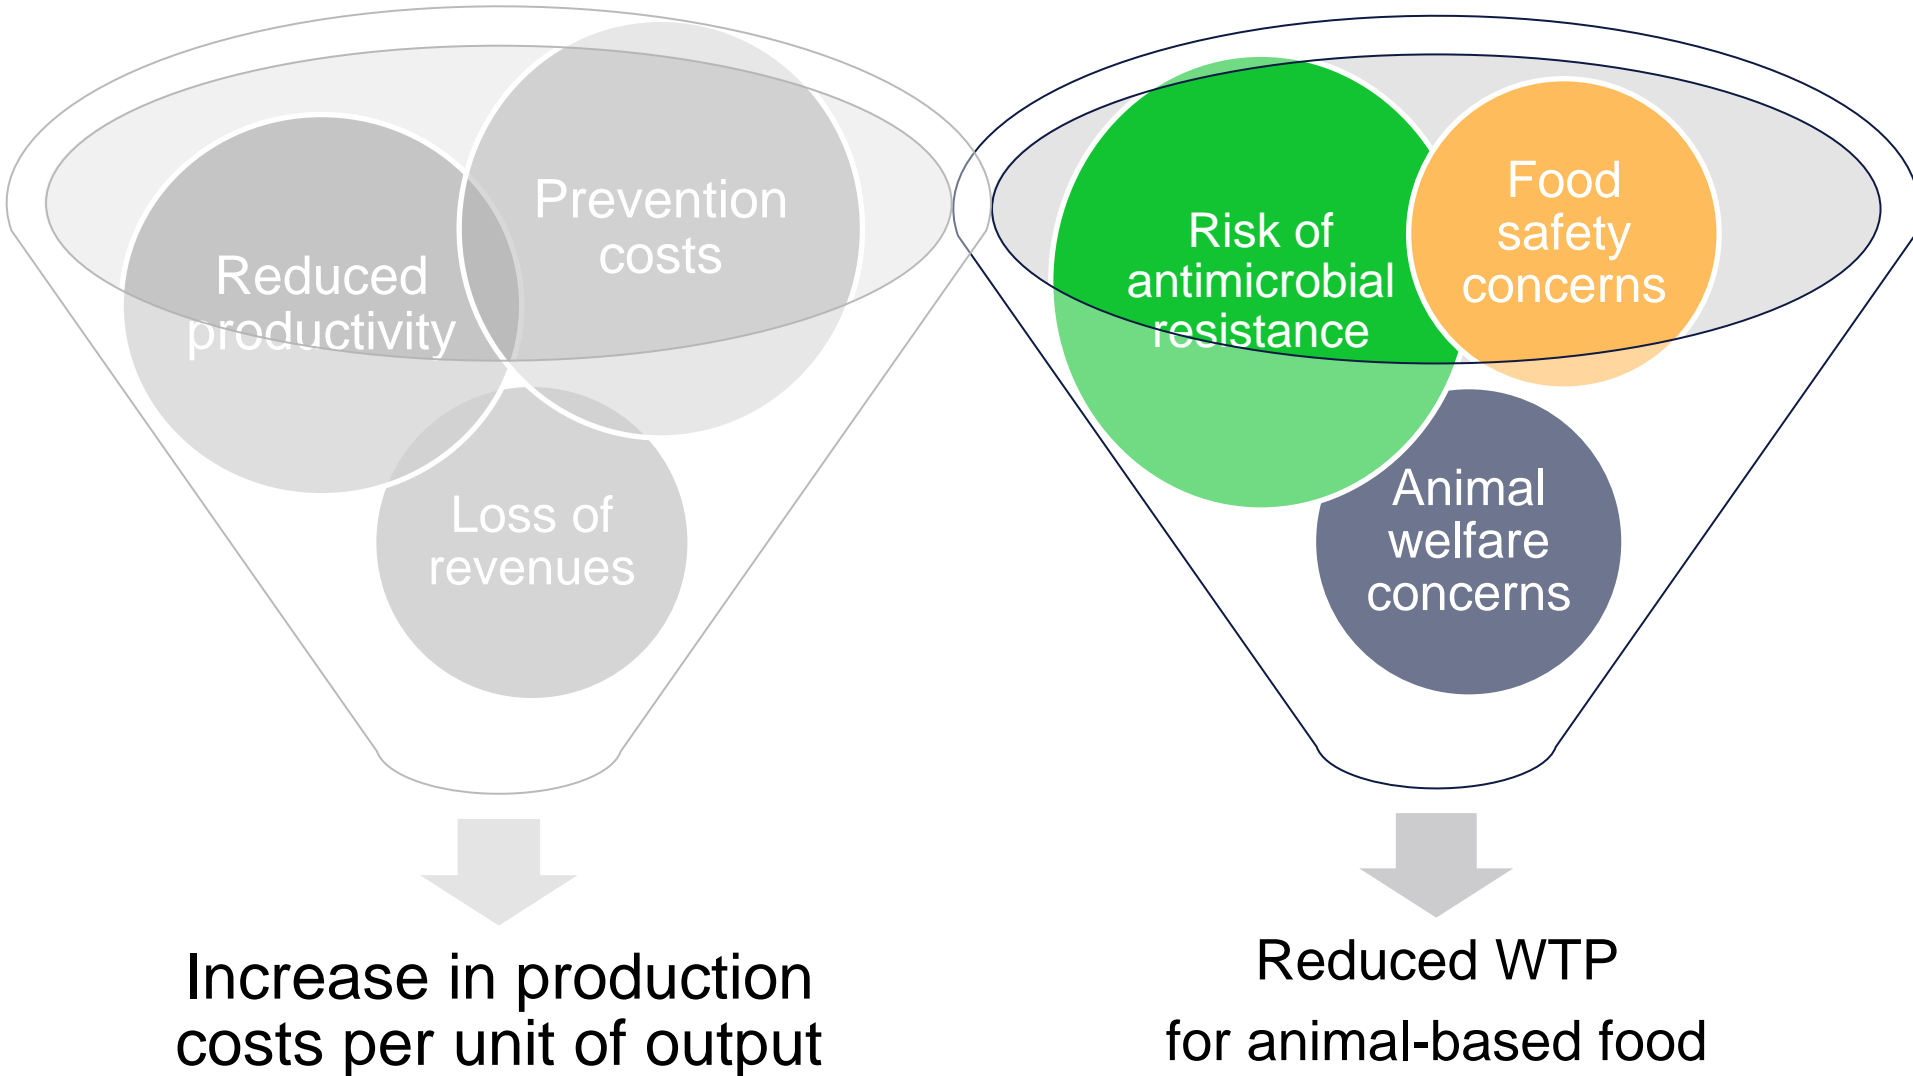 Prevention
costs
Reduced
productivity
Loss of
revenues
Increase in production
costs per unit of output
Risk of
antimicrobial
resistance
Food
safety
concerns
Animal
welfare
concerns
Reduced WTP
for animal-based food